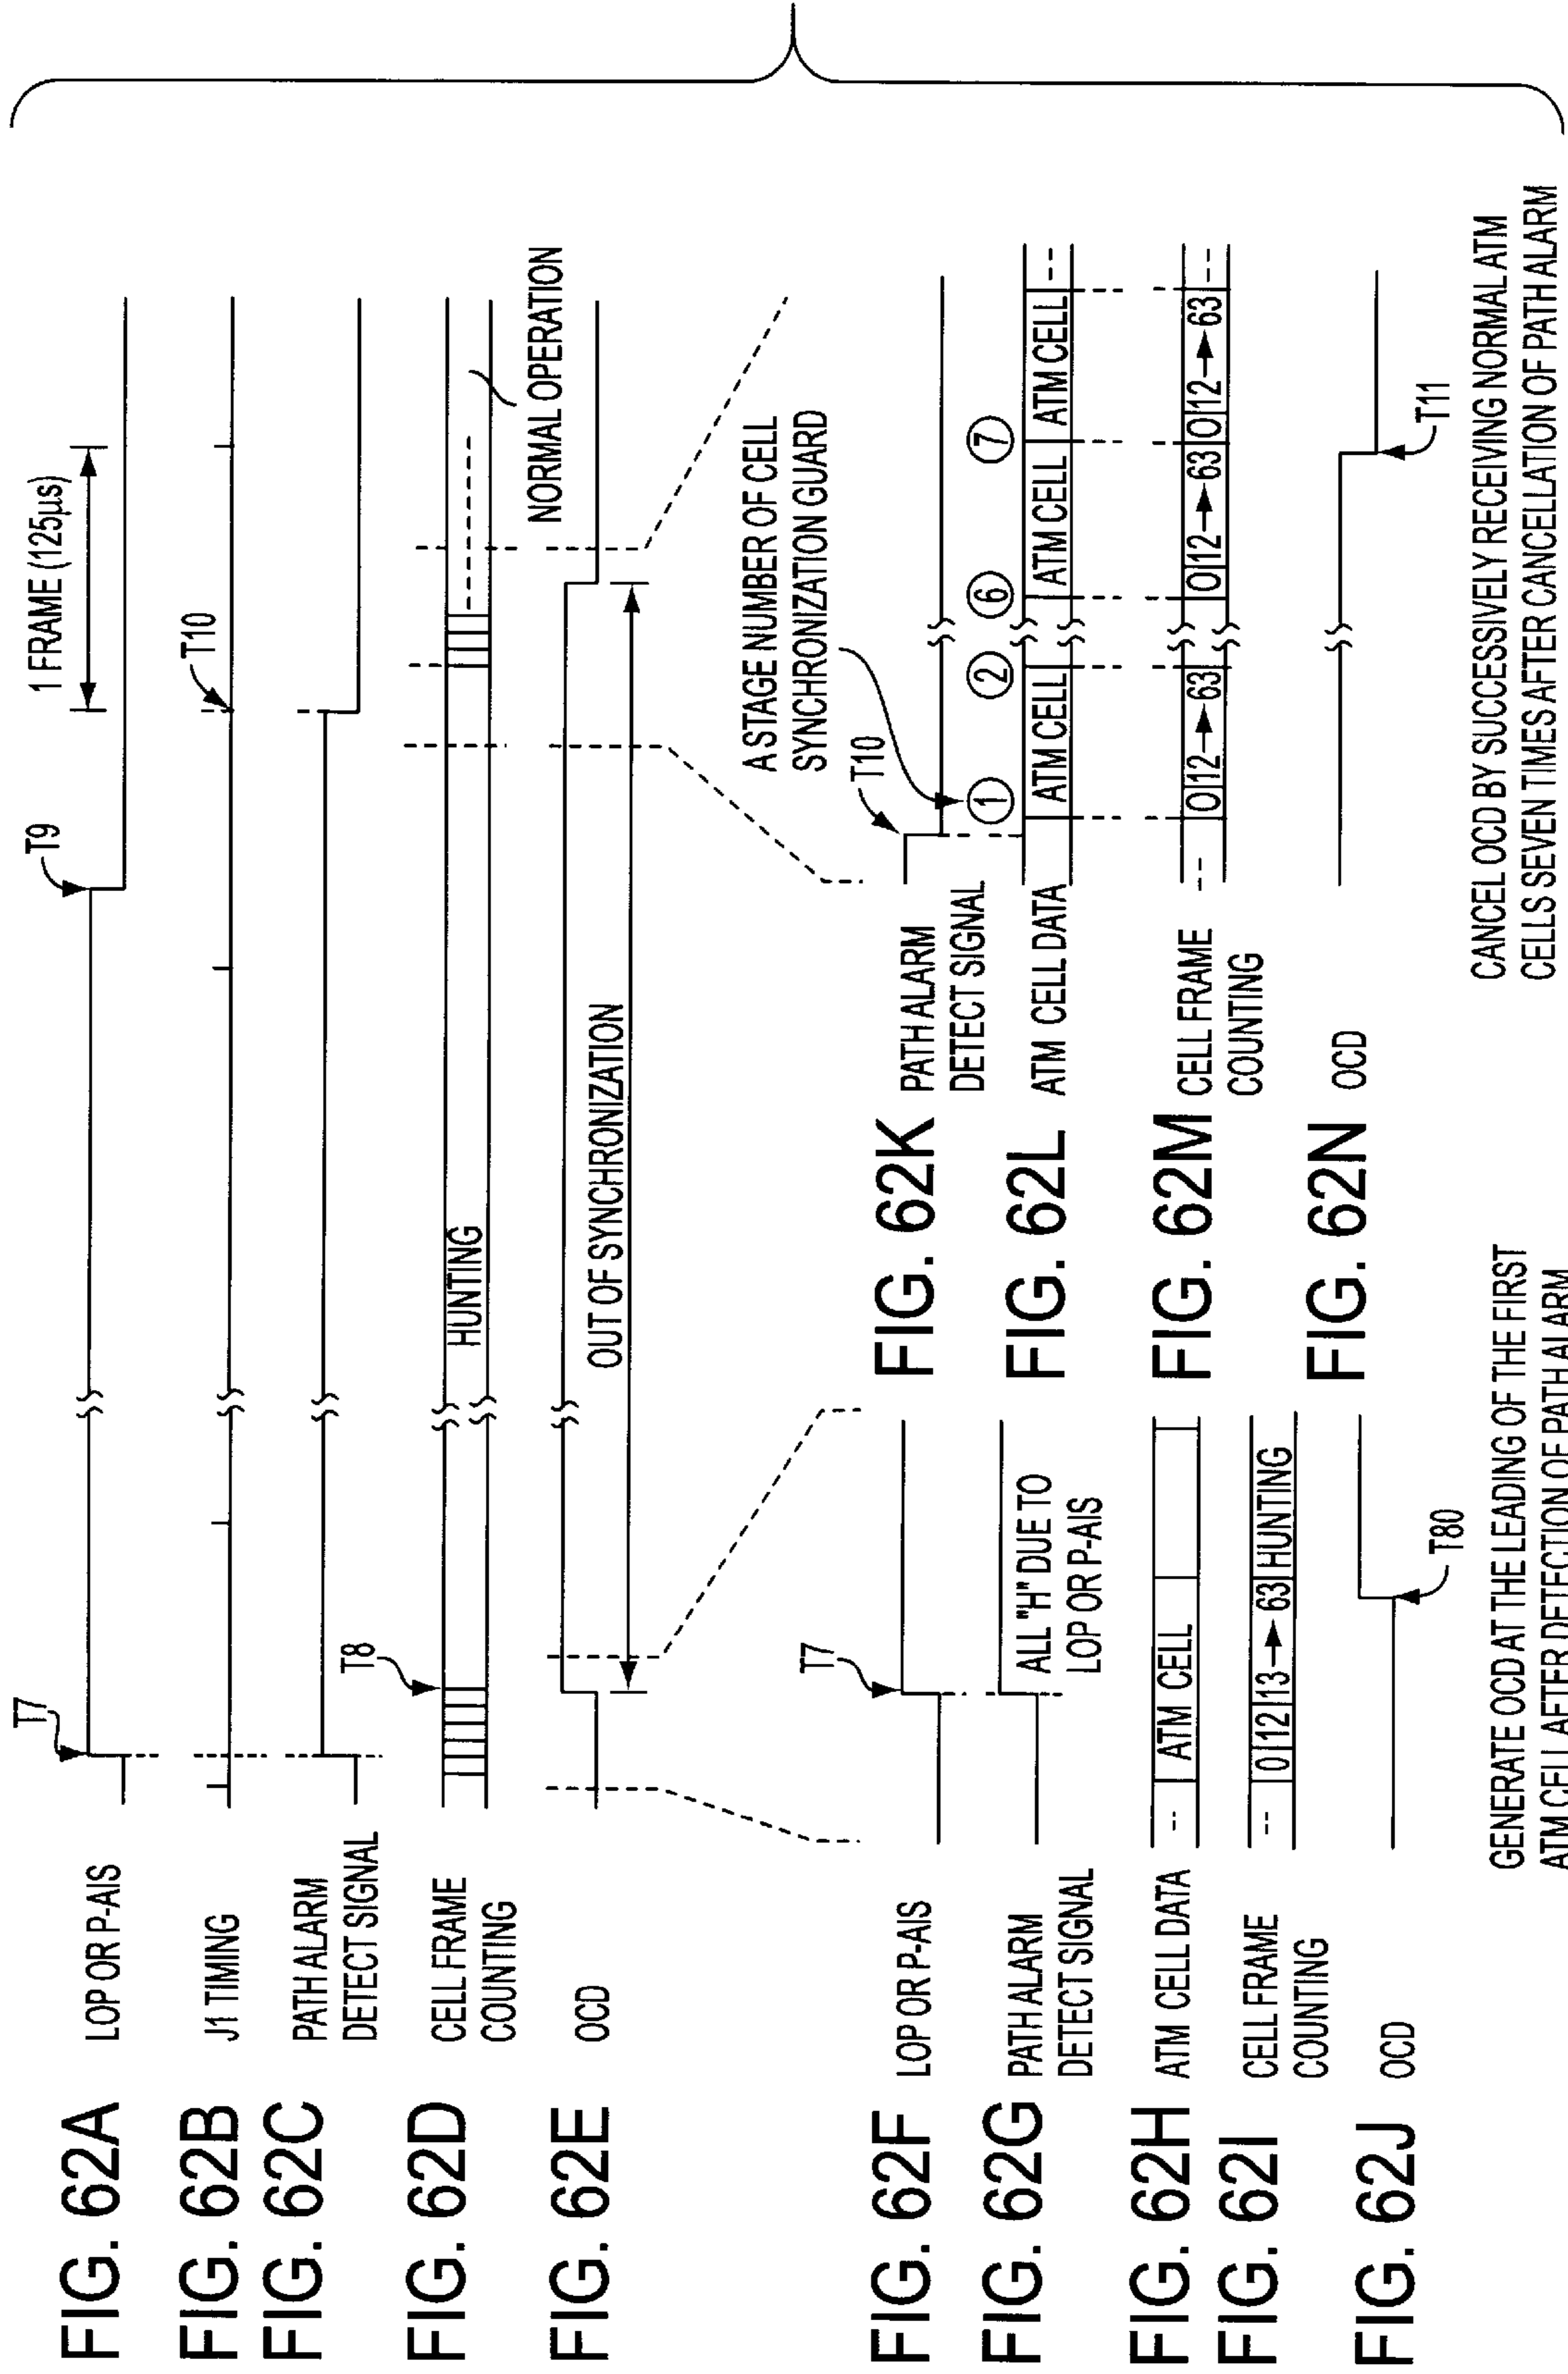 FIG. 62A LOP OR P-AIS
T7
T9
1 FRAME (125µs)
FIG. 62B J1 TIMING
T10
FIG. 62C PATH ALARM
DETECT SIGNAL
FIG. 62D CELL FRAME
COUNTING
T8
HUNTING
NORMAL OPERATION
FIG. 62E OCD
OUT OF SYNCHRONIZATION
FIG. 62F LOP OR P-AIS
T7
FIG. 62G PATH ALARM
DETECT SIGNAL
ALL "H" DUE TO
LOP OR P-AIS
FIG. 62H ATM CELL DATA
-- ATM CELL
FIG. 62I CELL FRAME
COUNTING
-- 0 12 13 63 HUNTING
FIG. 62J OCD
T80
GENERATE OCD AT THE LEADING OF THE FIRST
ATM CELL AFTER DETECTION OF PATH ALARM
A STAGE NUMBER OF CELL
SYNCHRONIZATION GUARD
FIG. 62K PATH ALARM
DETECT SIGNAL
T10
1 2 6 7
FIG. 62L ATM CELL DATA
ATM CELL ATM CELL ATM CELL --
FIG. 62M CELL FRAME
COUNTING
-- 0 12 63 0 12 63 0 12 63 --
FIG. 62N OCD
T11
CANCEL OCD BY SUCCESSIVELY RECEIVING NORMAL ATM
CELLS SEVEN TIMES AFTER CANCELLATION OF PATH ALARM